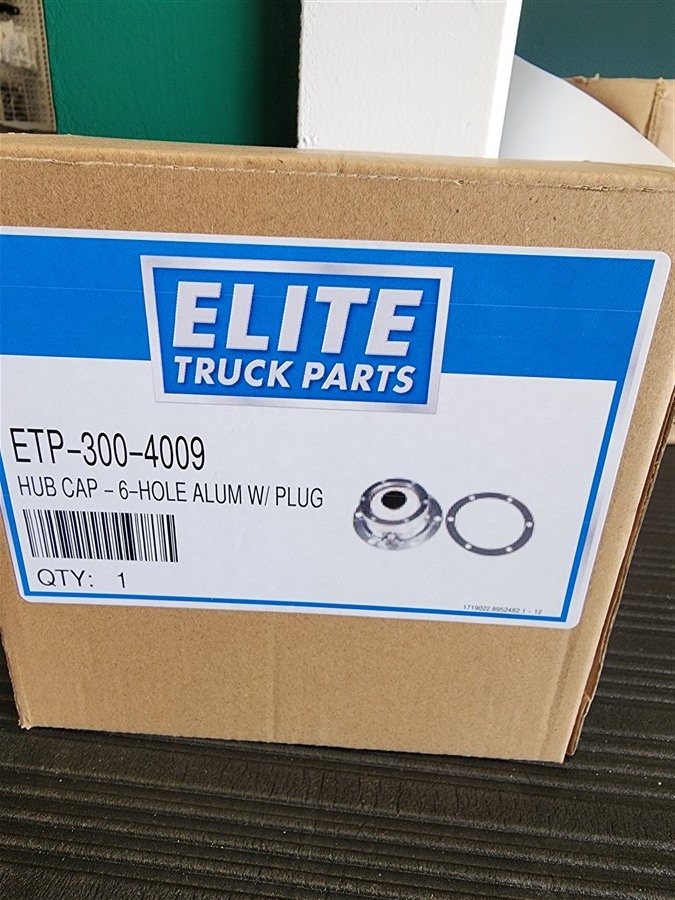 ELITE
TRUCK PARTS
ETP-300-4009
HUB CAP - 6-HOLE ALUM W/ PLUG
QTY: 1
1719022.8952482.1 - 12